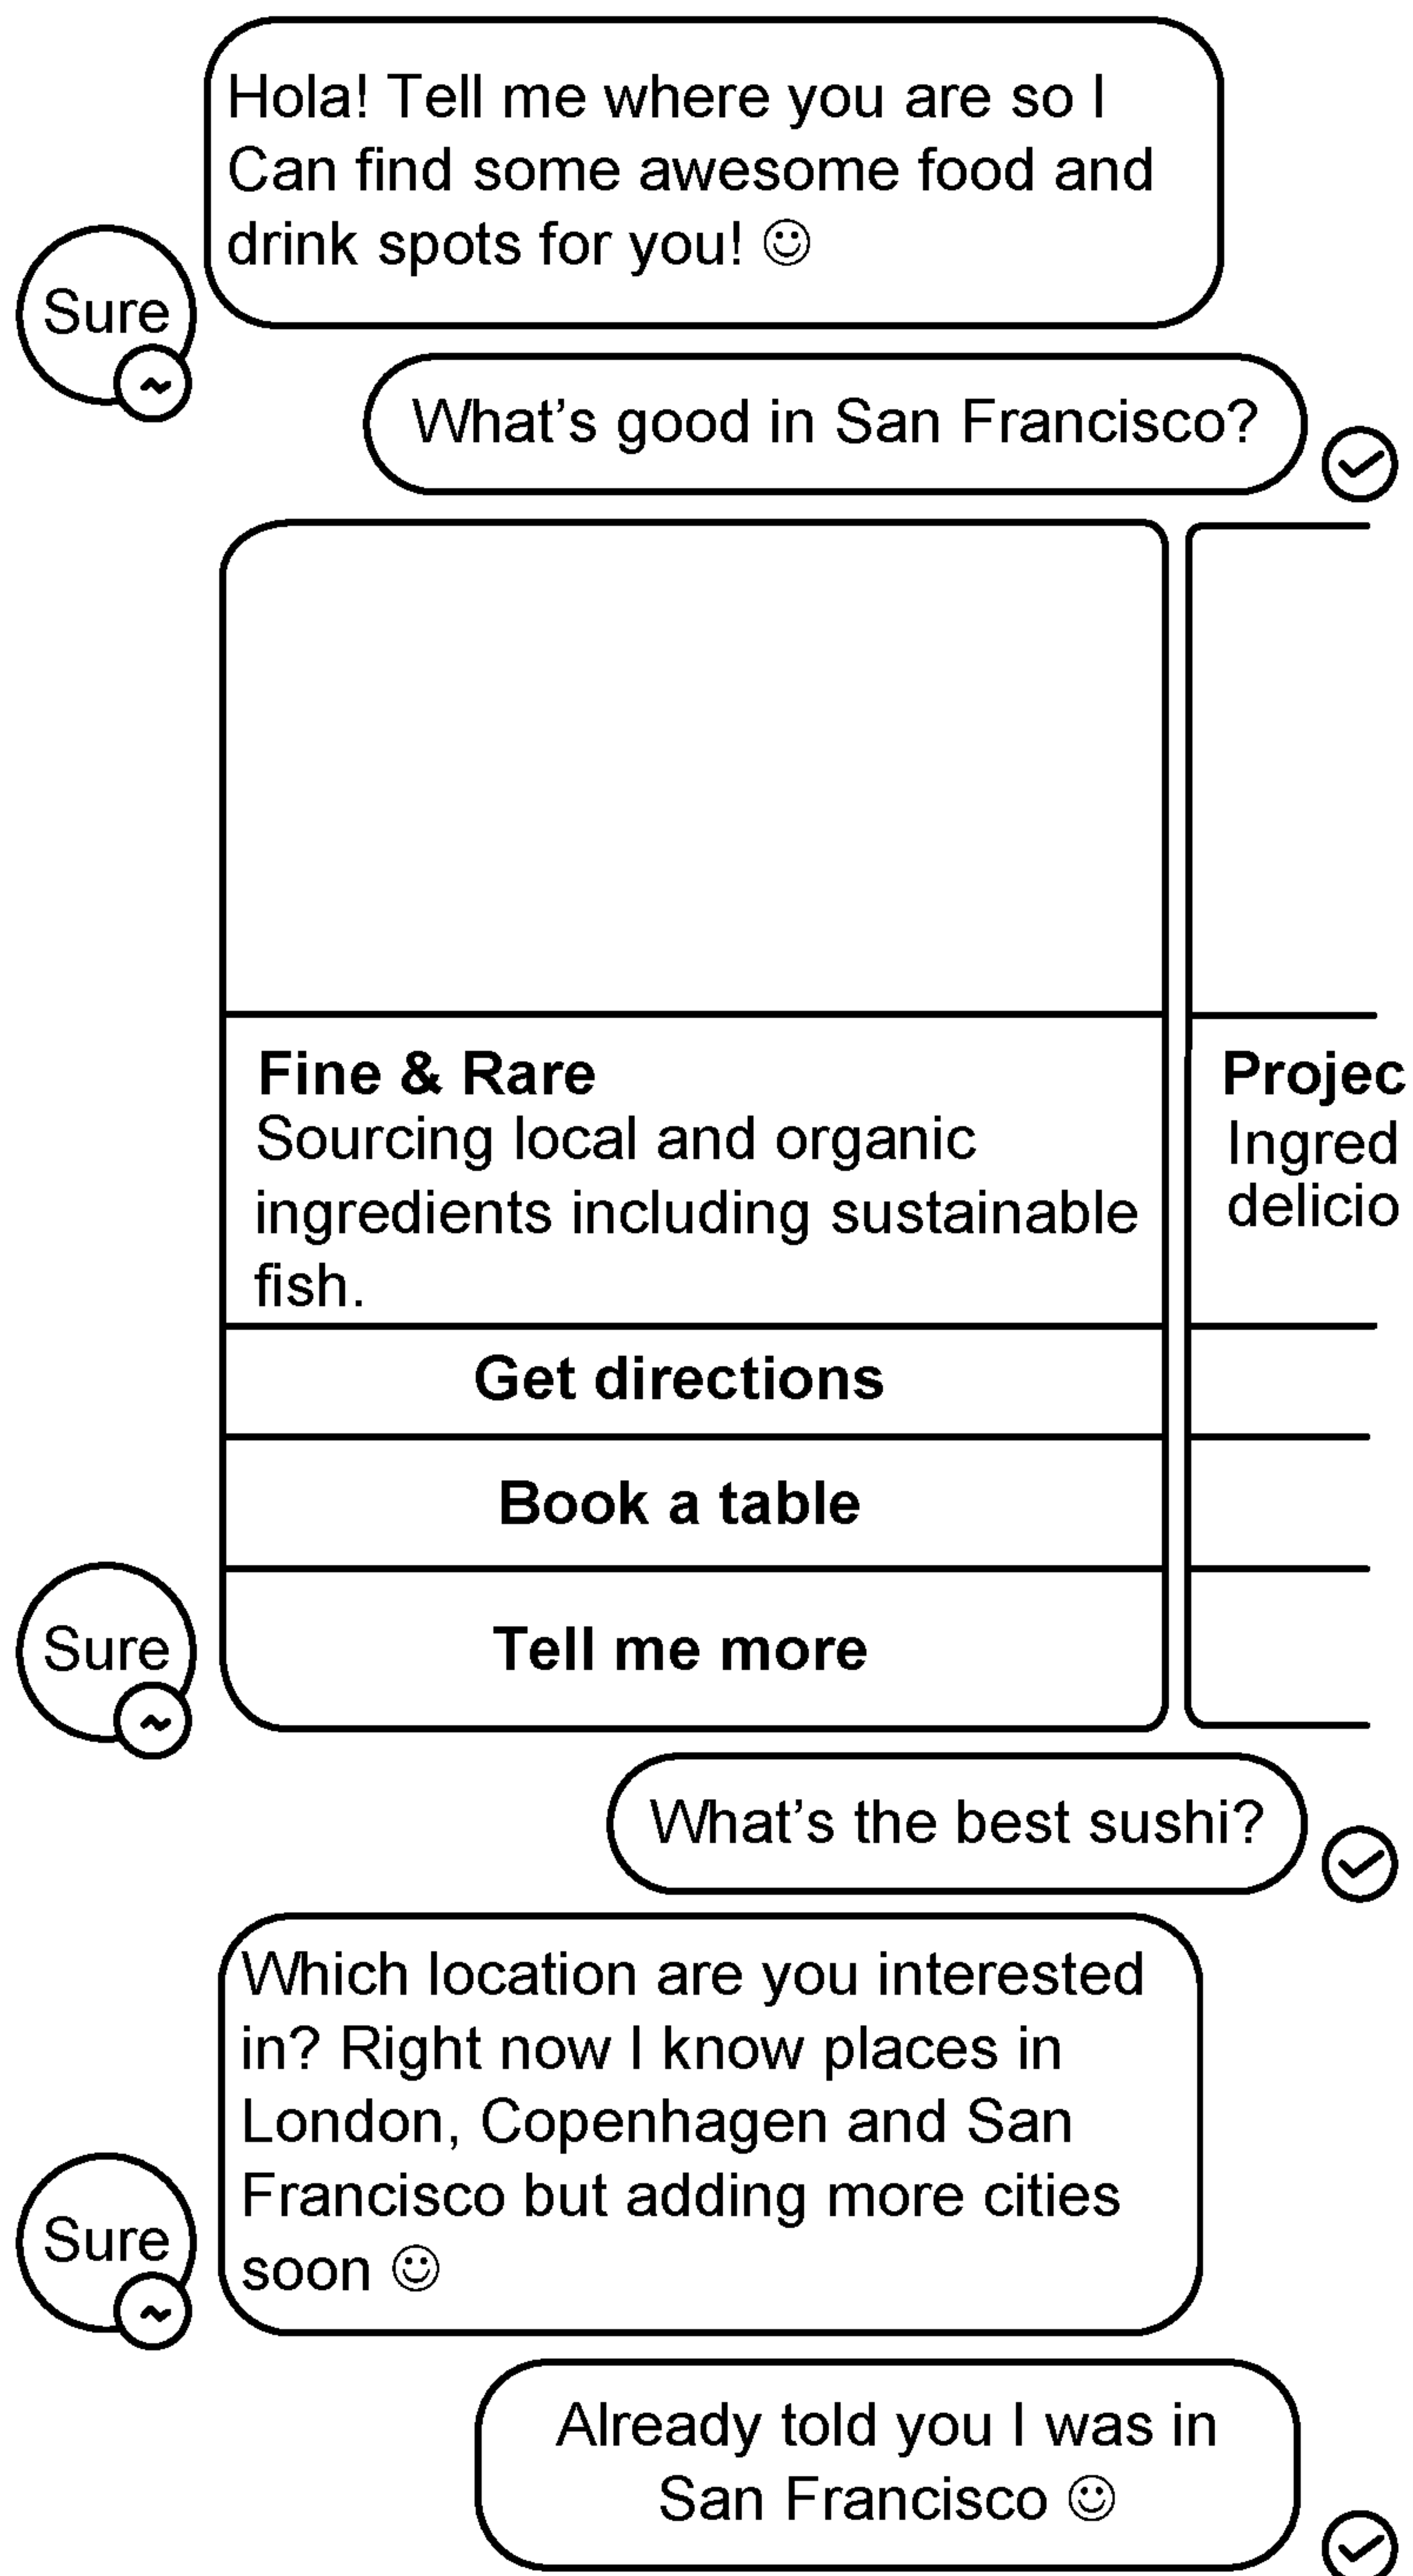 Hola! Tell me where you are so I
Can find some awesome food and
drink spots for you! ☺
Sure
~
What’s good in San Francisco?
Fine & Rare
Sourcing local and organic
ingredients including sustainable
fish.
Get directions
Book a table
Tell me more
Projec
Ingred
delicio
Sure
~
What’s the best sushi?
Which location are you interested
in? Right now I know places in
London, Copenhagen and San
Francisco but adding more cities
soon ☺
Sure
~
Already told you I was in
San Francisco ☺